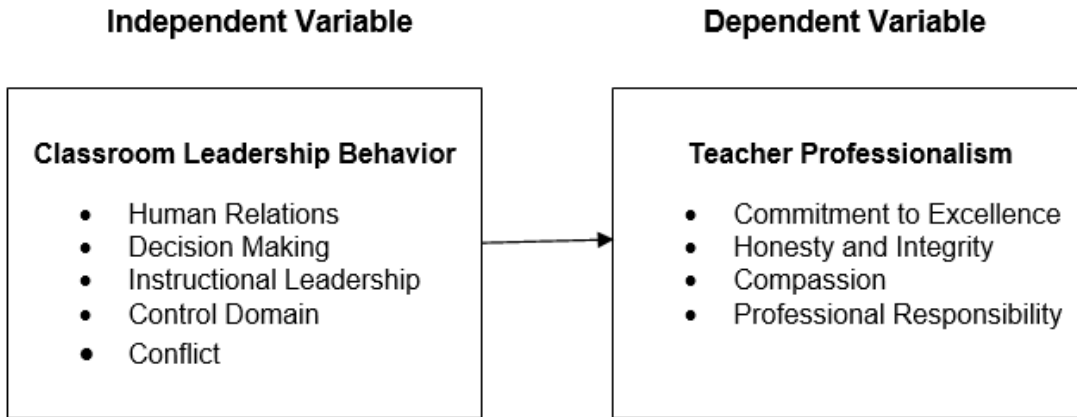 Independent Variable
Dependent Variable
Classroom Leadership Behavior
• Human Relations
• Decision Making
• Instructional Leadership
• Control Domain
• Conflict
Teacher Professionalism
• Commitment to Excellence
• Honesty and Integrity
• Compassion
• Professional Responsibility